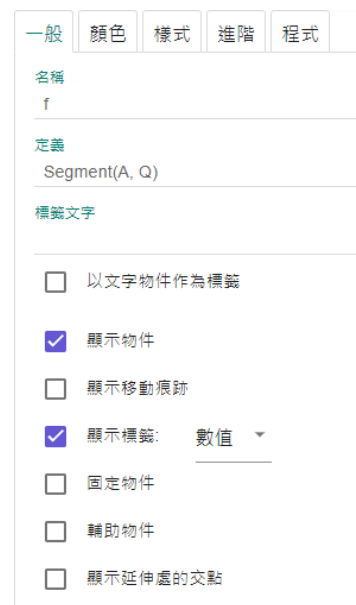 一般 顏色 樣式 進階 程式
名稱
f
定義
Segment(A, Q)
標籤文字
以文字物件作為標籤
顯示物件
顯示移動痕跡
顯示標籤: 數值
固定物件
輔助物件
顯示延伸處的交點